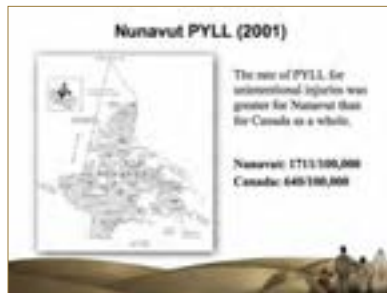 Nunavut PYLL (2001)
The rate of PYLL for
unintentional injuries was
greater for Nunavut than
for Canada as a whole.
Nunavut: 1711/100,000
Canada: 640/100,000